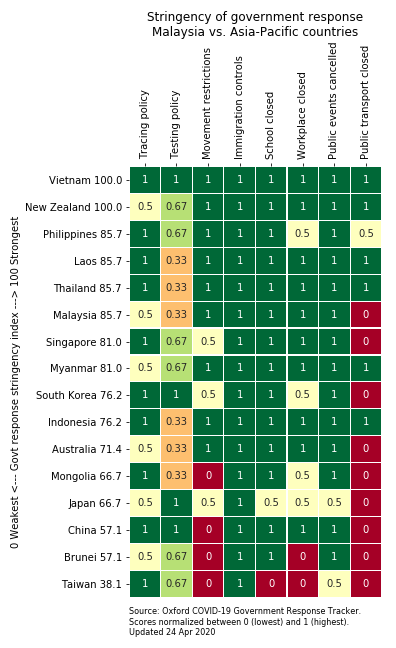 Stringency of government response
Malaysia vs. Asia-Pacific countries
Tracing policy
Testing policy
Movement restrictions
Immigration controls
School closed
Workplace closed
Public events cancelled
Public transport closed
0 Weakest <--- Govt response stringency index ---> 100 Strongest
Vietnam 100.0 1 1 1 1 1 1 1 1
New Zealand 100.0 0.5 0.67 1 1 1 1 1 1
Philippines 85.7 1 0.67 1 1 1 0.5 1 0.5
Laos 85.7 1 0.33 1 1 1 1 1 1
Thailand 85.7 1 0.33 1 1 1 1 1 1
Malaysia 85.7 0.5 0.33 1 1 1 1 1 0
Singapore 81.0 1 0.67 0.5 1 1 1 1 0
Myanmar 81.0 0.5 0.67 1 1 1 1 1 1
South Korea 76.2 1 1 0.5 1 1 0.5 1 0
Indonesia 76.2 1 0.33 1 1 1 1 1 1
Australia 71.4 0.5 0.33 1 1 1 1 1 0
Mongolia 66.7 1 0.33 0 1 1 0.5 1 0
Japan 66.7 0.5 1 0.5 1 0.5 0.5 0.5 0
China 57.1 1 1 0 1 1 1 1 0
Brunei 57.1 0.5 0.67 0 1 1 0 1 0
Taiwan 38.1 1 0.67 0 1 0 0 0.5 0
Source: Oxford COVID-19 Government Response Tracker.
Scores normalized between 0 (lowest) and 1 (highest).
Updated 24 Apr 2020